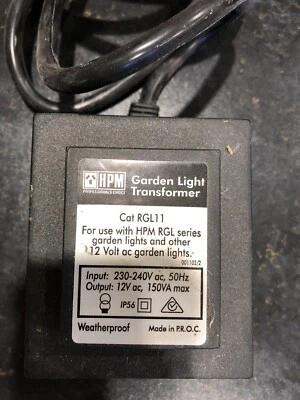 HPM
PROFESSIONALS CHOICE
Garden Light
Transformer
Cat RGL11
For use with HPM RGL series
garden lights and other
12 Volt ac garden lights.
001102/2
Input: 230-240V ac, 50Hz
Output: 12V ac, 150VA max
IP56
Weatherproof
Made in P.R.O.C.